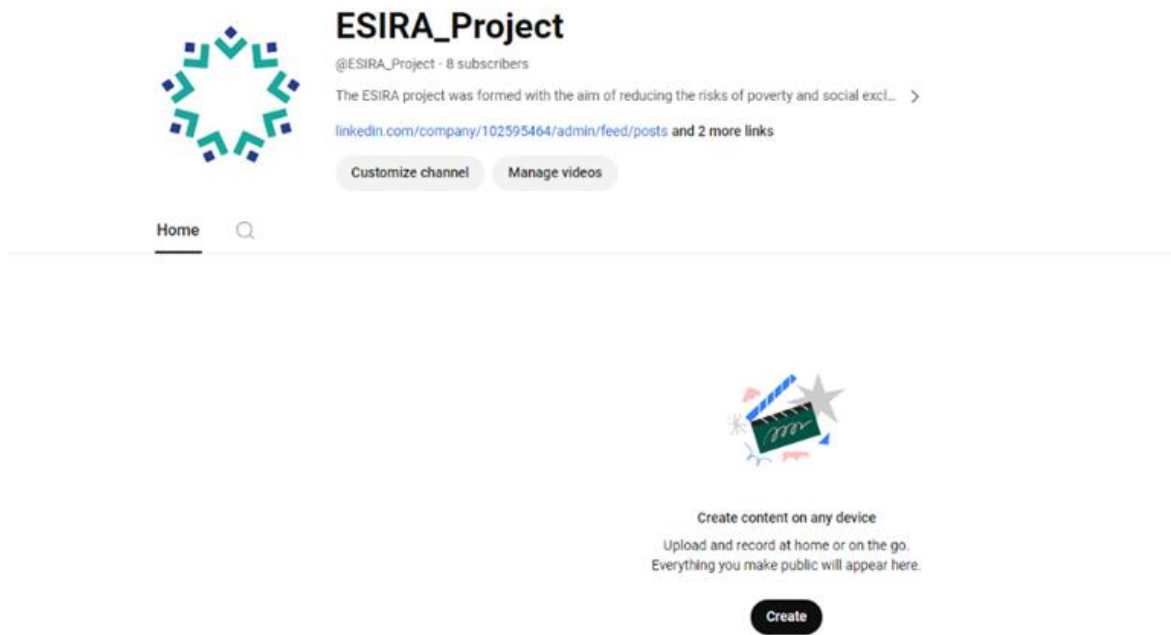 ESIRA_Project
@ESIRA_Project · 8 subscribers
The ESIRA project was formed with the aim of reducing the risks of poverty and social excl...
linkedin.com/company/102595464/admin/feed/posts and 2 more links
Customize channel Manage videos
Home
Create content on any device
Upload and record at home or on the go.
Everything you make public will appear here.
Create